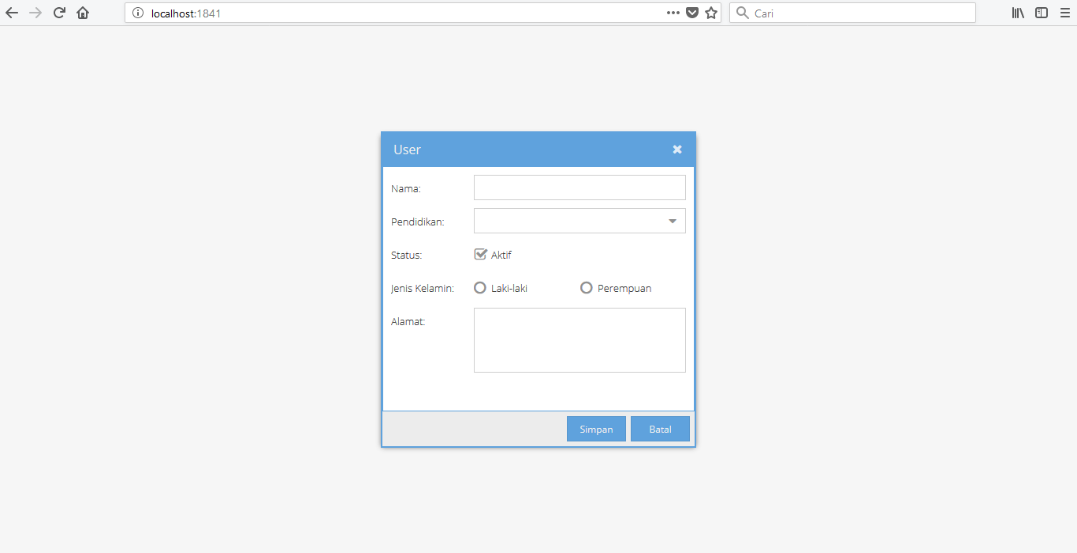 localhost:1841
Cari
User
Nama:
Pendidikan:
Status: Aktif
Jenis Kelamin: Laki-laki Perempuan
Alamat:
Simpan Batal